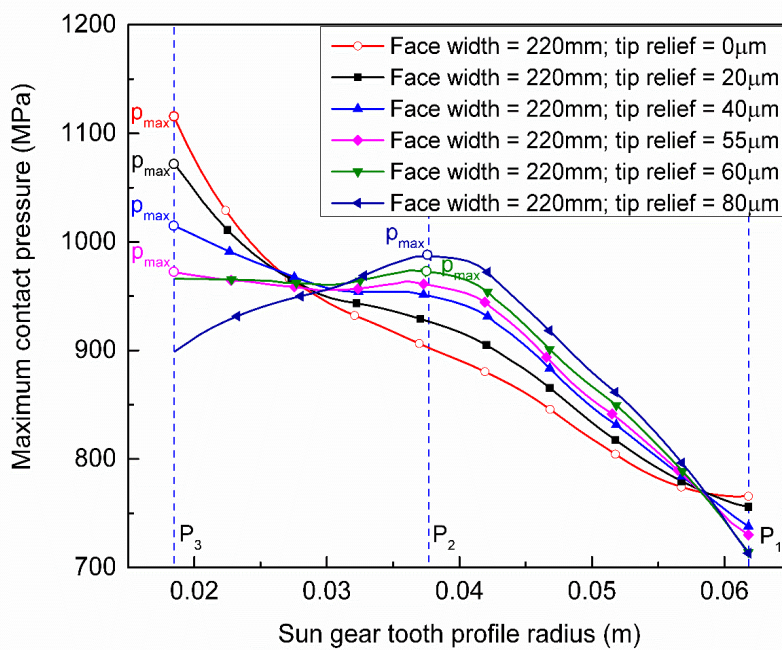 1200
1100
1000
900
800
700
Maximum contact pressure (MPa)
Face width = 220mm; tip relief = 0μm
Face width = 220mm; tip relief = 20μm
Face width = 220mm; tip relief = 40μm
Face width = 220mm; tip relief = 55μm
Face width = 220mm; tip relief = 60μm
Face width = 220mm; tip relief = 80μm
pmax
pmax
pmax
pmax
pmax
pmax
P3
P2
P1
0.02
0.03
0.04
0.05
0.06
Sun gear tooth profile radius (m)